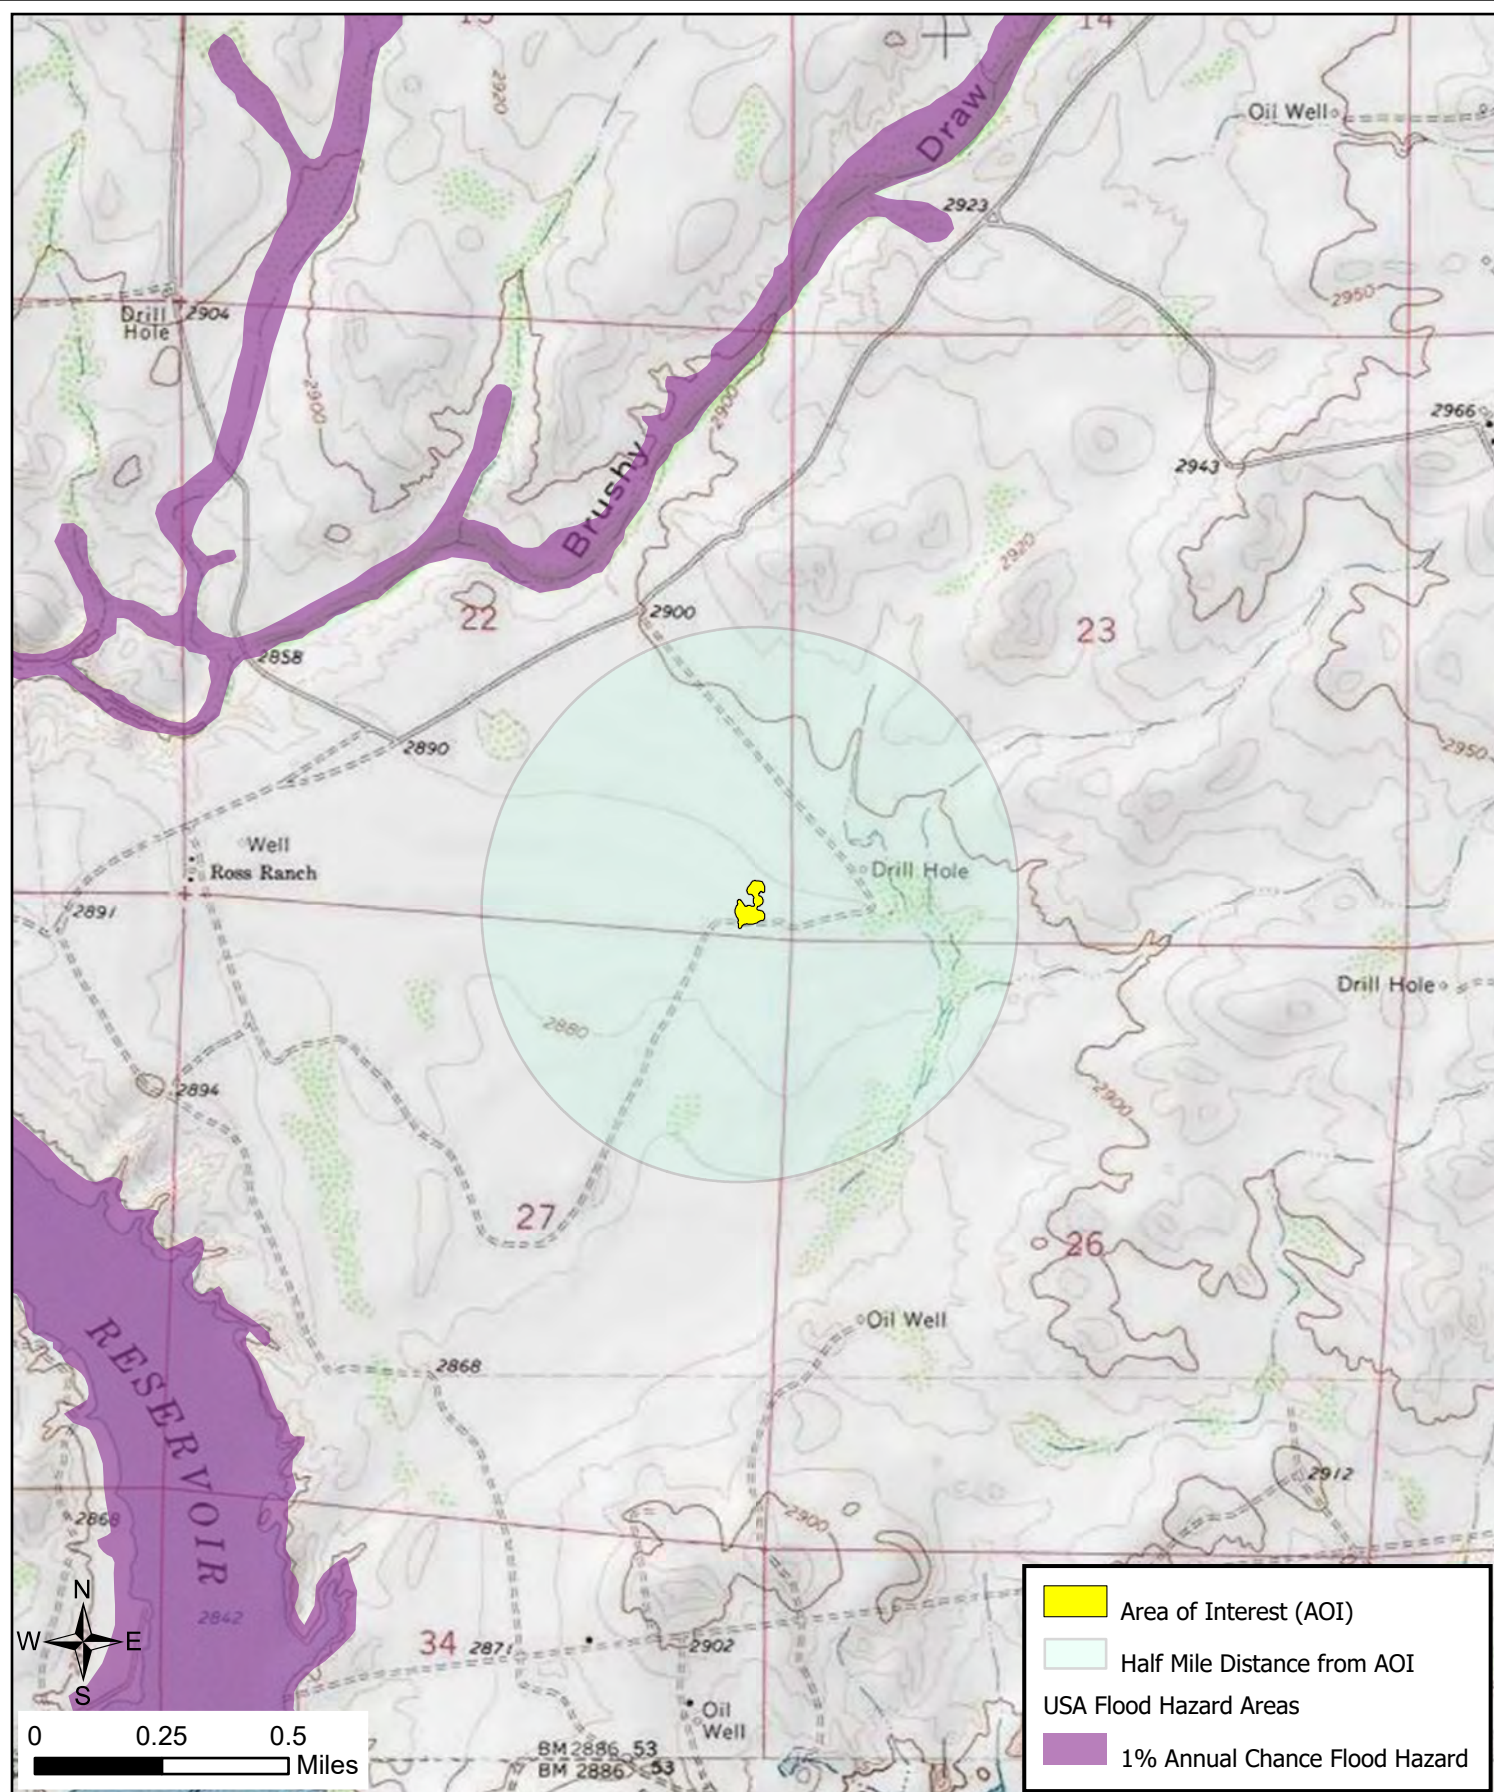 15
14
2920
Draw
Oil Well
2923
2950
Drill
Hole
2904
2900
2900
2966
2943
Brushy
2920
22
2900
23
2858
2890
2950
Well
Ross Ranch
Drill Hole
2891
Drill Hole
2880
2894
2900
27
26
Oil Well
RESERVOIR
2868
2912
2868
2900
2842
34
2871
2902
Oil
Well
BM 2886 53
BM 2886 53
N
W
E
S
0
0.25
0.5
Miles
Area of Interest (AOI)
Half Mile Distance from AOI
USA Flood Hazard Areas
1% Annual Chance Flood Hazard